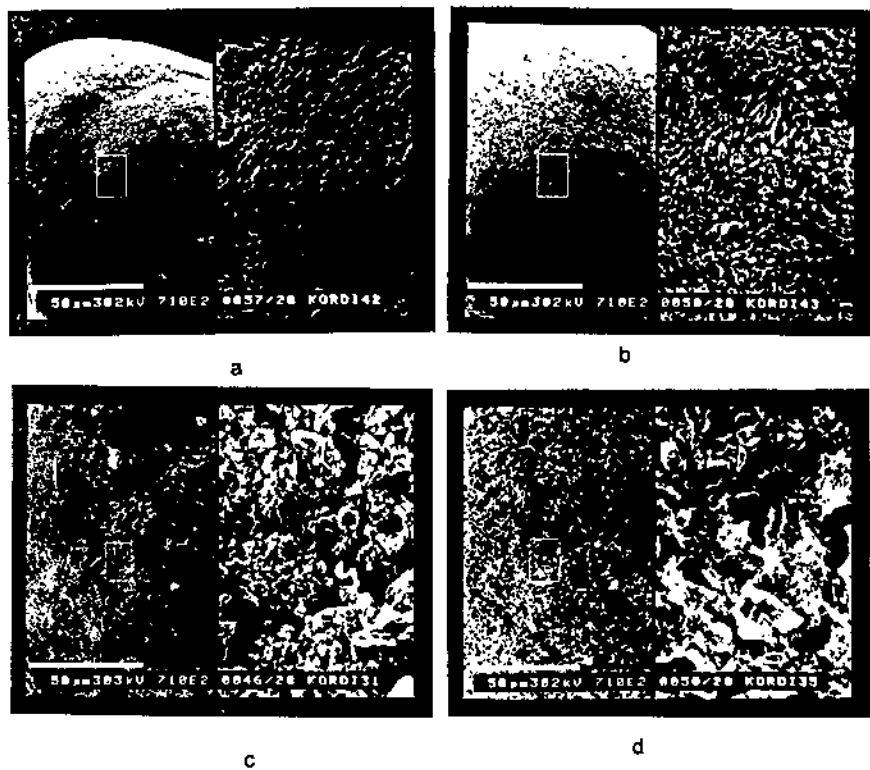 50µm302kV 710E2 0057/20 KORDI42
50µm302kV 710E2 0050/20 KORDI43
a
b
50µm303kV 710E2 0046/20 KORDI31
50µm302kV 710E2 0050/20 KORDI35
c
d